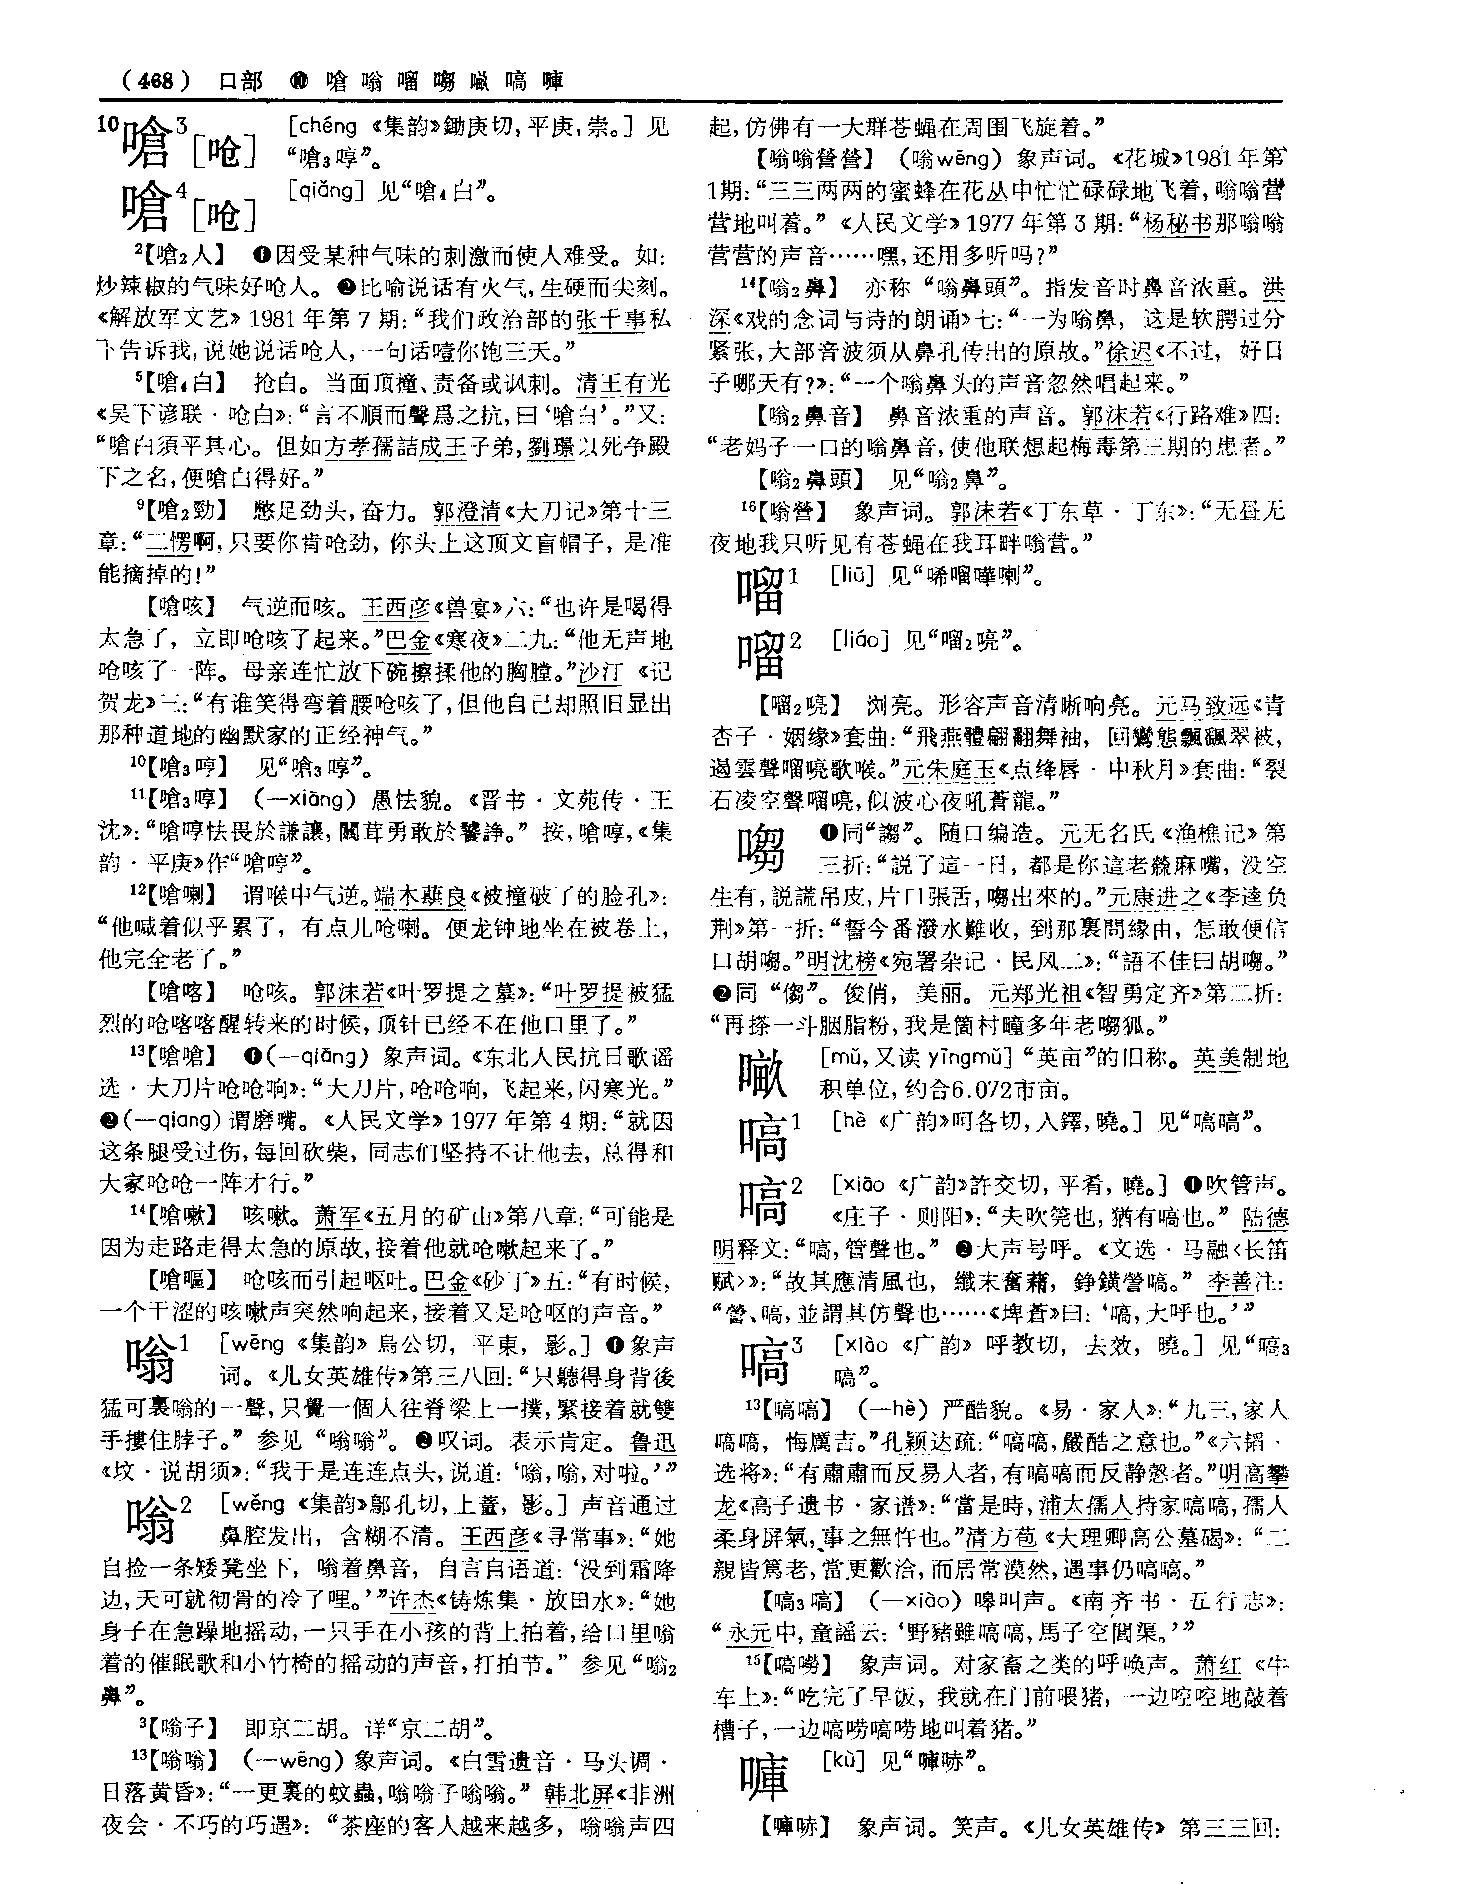 （468） 口部 ❿ 嗆 嗡 嚠 㗙 㗣 嗃 嘩
10嗆3［呛］ ［chéng《集韵》鋤庚切，平庚，崇。］见
“嗆₃哼”。
嗆4［呛］ ［qiǎng］见“嗆₄白”。
2【嗆₂人】 ❶因受某种气味的刺激而使人难受。如：
炒辣椒的气味好呛人。❷比喻说话有火气，生硬而尖刻。
《解放军文艺》1981年第7期：“我们政治部的张干事私
下告诉我，说她说话呛人，一句话噎你饱三天。”
5【嗆₄白】 抢白。当面顶撞、责备或讽刺。清王有光
《吴下谚联·呛白》：“言不順而聲爲之抗，曰‘嗆白’。”又：
“嗆白須平其心。但如方孝孺詰成王子弟，劉璟以死争殿
下之名，便嗆白得好。”
9【嗆₂勁】 憋足劲头，奋力。郭澄清《大刀记》第十三
章：“二愣啊，只要你肯呛劲，你头上这顶文盲帽子，是准
能摘掉的！”
【嗆咳】 气逆而咳。王西彦《兽宴》六：“也许是喝得
太急了，立即呛咳了起来。”巴金《寒夜》二九：“他无声地
呛咳了一阵。母亲连忙放下碗擦揉他的胸膛。”沙汀《记
贺龙》三：“有谁笑得弯着腰呛咳了，但他自己却照旧显出
那种道地的幽默家的正经神气。”
10【嗆₃哼】 见“嗆₃哼”。
11【嗆₃哼】（—xiāng）愚怯貌。《晋书·文苑传·王
沈》：“嗆哼怯畏於謙讓，闒茸勇敢於饕諍。”按，嗆哼，《集
韵·平庚》作“嗆哼”。
12【嗆喇】 谓喉中气逆。端木蕻良《被撞破了的脸孔》：
“他喊着似乎累了，有点儿呛喇。便龙钟地坐在被卷上，
他完全老了。”
【嗆喀】 呛咳。郭沫若《叶罗提之墓》：“叶罗提被猛
烈的呛喀喀醒转来的时候，顶针已经不在他口里了。”
13【嗆嗆】 ❶（—qiāng）象声词。《东北人民抗日歌谣
选·大刀片呛呛响》：“大刀片，呛呛响，飞起来，闪寒光。”
❷（—qiang）谓磨嘴。《人民文学》1977年第4期：“就因
这条腿受过伤，每回砍柴，同志们坚持不让他去，总得和
大家呛呛一阵才行。”
14【嗆嗽】 咳嗽。萧军《五月的矿山》第八章：“可能是
因为走路走得太急的原故，接着他就呛嗽起来了。”
【嗆嘔】 呛咳而引起呕吐。巴金《砂丁》五：“有时候，
一个干涩的咳嗽声突然响起来，接着又是呛呕的声音。”
嗡1 ［wēng《集韵》烏公切，平東，影。］❶象声
词。《儿女英雄传》第三八回：“只聽得身背後
猛可裏嗡的一聲，只覺一個人往脊梁上一撲，緊接着就雙
手摟住脖子。”参见“嗡嗡”。❷叹词。表示肯定。鲁迅
《坟·说胡须》：“我于是连连点头，说道：‘嗡，嗡，对啦。’”
嗡2 ［wěng《集韵》鄔孔切，上董，影。］声音通过
鼻腔发出，含糊不清。王西彦《寻常事》：“她
自捡一条矮凳坐下，嗡着鼻音，自言自语道：‘没到霜降
边，天可就彻骨的冷了哩。’”许杰《铸炼集·放田水》：“她
身子在急躁地摇动，一只手在小孩的背上拍着，给口里嗡
着的催眠歌和小竹椅的摇动的声音，打拍节。”参见“嗡₂
鼻”。
3【嗡子】 即京二胡。详“京二胡”。
13【嗡嗡】（—wēng）象声词。《白雪遗音·马头调·
日落黄昏》：“一更裏的蚊蟲，嗡嗡子嗡嗡。”韩北屏《非洲
夜会·不巧的巧遇》：“茶座的客人越来越多，嗡嗡声四
起，仿佛有一大群苍蝇在周围飞旋着。”
【嗡嗡營營】（嗡wēng）象声词。《花城》1981年第
1期：“三三两两的蜜蜂在花丛中忙忙碌碌地飞着，嗡嗡营
营地叫着。”《人民文学》1977年第3期：“杨秘书那嗡嗡
营营的声音……嘿，还用多听吗？”
14【嗡₂鼻】 亦称“嗡鼻頭”。指发音时鼻音浓重。洪
深《戏的念词与诗的朗诵》七：“一为嗡鼻，这是软腭过分
紧张，大部音波须从鼻孔传出的原故。”徐迟《不过，好日
子哪天有？》：“一个嗡鼻头的声音忽然唱起来。”
【嗡₂鼻音】 鼻音浓重的声音。郭沫若《行路难》四：
“老妈子一口的嗡鼻音，使他联想起梅毒第三期的患者。”
【嗡₂鼻頭】 见“嗡₂鼻”。
16【嗡營】 象声词。郭沫若《丁东草·丁东》：“无昼无
夜地我只听见有苍蝇在我耳畔嗡营。”
嚠1 ［liū］见“唏嚠嘩喇”。
嚠2 ［liáo］见“嚠₂喨”。
【嚠₂喨】 浏亮。形容声音清晰响亮。元马致远《青
杏子·姻缘》套曲：“飛燕體翩翻舞袖，回鸞態飄飄翠被，
遏雲聲嚠喨歌喉。”元朱庭玉《点绛唇·中秋月》套曲：“裂
石凌空聲嚠喨，似波心夜吼蒼龍。”
㗙 ❶同“謅”。随口编造。元无名氏《渔樵记》第
三折：“説了這一日，都是你這老𦆑麻嘴，没空
生有，説謊吊皮，片口張舌，㗙出來的。”元康进之《李逵负
荆》第一折：“誓今番潑水難收，到那裏問緣由，怎敢便信
口胡㗙。”明沈榜《宛署杂记·民风二》：“語不佳曰胡㗙。”
❷同“㑳”。俊俏，美丽。元郑光祖《智勇定齐》第二折：
“再搽一斗胭脂粉，我是箇村疃多年老㗙狐。”
㗣 ［mǔ，又读yīngmǔ］“英亩”的旧称。英美制地
积单位，约合6.072市亩。
嗃1 ［hè《广韵》呵各切，入鐸，曉。］见“嗃嗃”。
嗃2 ［xiāo《广韵》許交切，平肴，曉。］❶吹管声。
《庄子·则阳》：“夫吹筦也，猶有嗃也。”陆德
明释文：“嗃，管聲也。”❷大声号呼。《文选·马融〈长笛
赋〉》：“故其應清風也，纖末奮蕱，錚鐄謍嗃。”李善注：
“謍、嗃，並謂其仿聲也……《埤蒼》曰：‘嗃，大呼也。’”
嗃3 ［xiào《广韵》呼教切，去效，曉。］见“嗃₃
嗃”。
13【嗃嗃】（—hè）严酷貌。《易·家人》：“九三，家人
嗃嗃，悔厲吉。”孔颖达疏：“嗃嗃，嚴酷之意也。”《六韬·
选将》：“有肅肅而反易人者，有嗃嗃而反静慤者。”明高攀
龙《高子遗书·家谱》：“當是時，浦太孺人持家嗃嗃，孺人
柔身屏氣，事之無忤也。”清方苞《大理卿高公墓碣》：“二
親皆篤老，當更歡洽，而居常漠然，遇事仍嗃嗃。”
【嗃₃嗃】（—xiào）嗥叫声。《南齐书·五行志》：
“永元中，童謡云：‘野豬雖嗃嗃，馬子空閭渠。’”
15【嗃嘮】 象声词。对家畜之类的呼唤声。萧红《牛
车上》：“吃完了早饭，我就在门前喂猪，一边啌啌地敲着
槽子，一边嗃唠嗃唠地叫着猪。”
［kù］见“嚛哧”。
象声词。笑声。《儿女英雄传》第三三回：